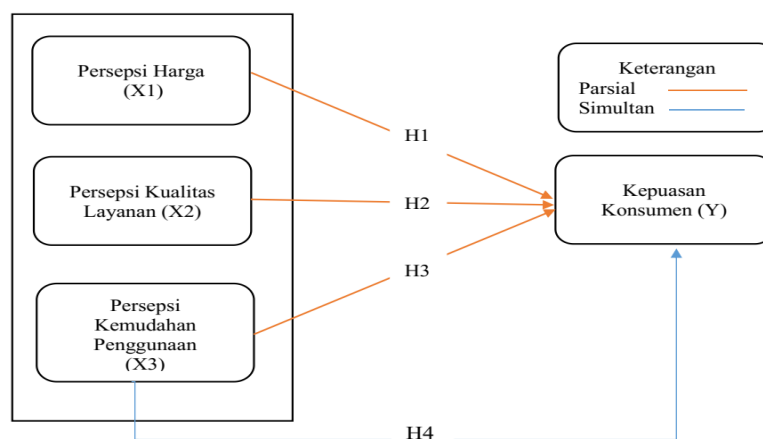 Persepsi Harga
(X1)
Persepsi Kualitas
Layanan (X2)
Persepsi
Kemudahan
Penggunaan
(X3)
H1
H2
H3
H4
Keterangan
Parsial
Simultan
Kepuasan
Konsumen (Y)